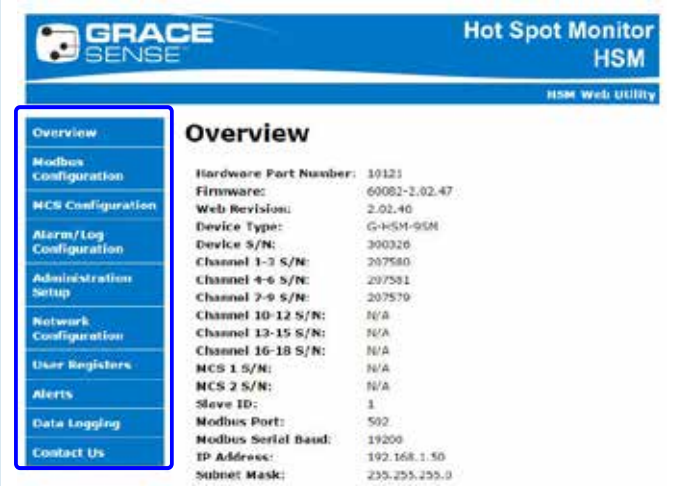 GRACE
SENSE
Hot Spot Monitor
HSM
HSM Web Utility
Overview
Modbus
Configuration
MCS Configuration
Alarm/Log
Configuration
Administration
Setup
Network
Configuration
User Registers
Alerts
Data Logging
Contact Us
Overview
Hardware Part Number: 10121
Firmware: 60082-2.02.47
Web Revision: 2.02.46
Device Type: G-HSM-9SM
Device S/N: 300326
Channel 1-3 S/N: 207580
Channel 4-6 S/N: 207581
Channel 7-9 S/N: 207579
Channel 10-12 S/N: N/A
Channel 13-15 S/N: N/A
Channel 16-18 S/N: N/A
MCS 1 S/N: N/A
MCS 2 S/N: N/A
Slave ID: 1
Modbus Port: 502
Modbus Serial Baud: 19200
IP Address: 192.168.1.50
Subnet Mask: 255.255.255.0